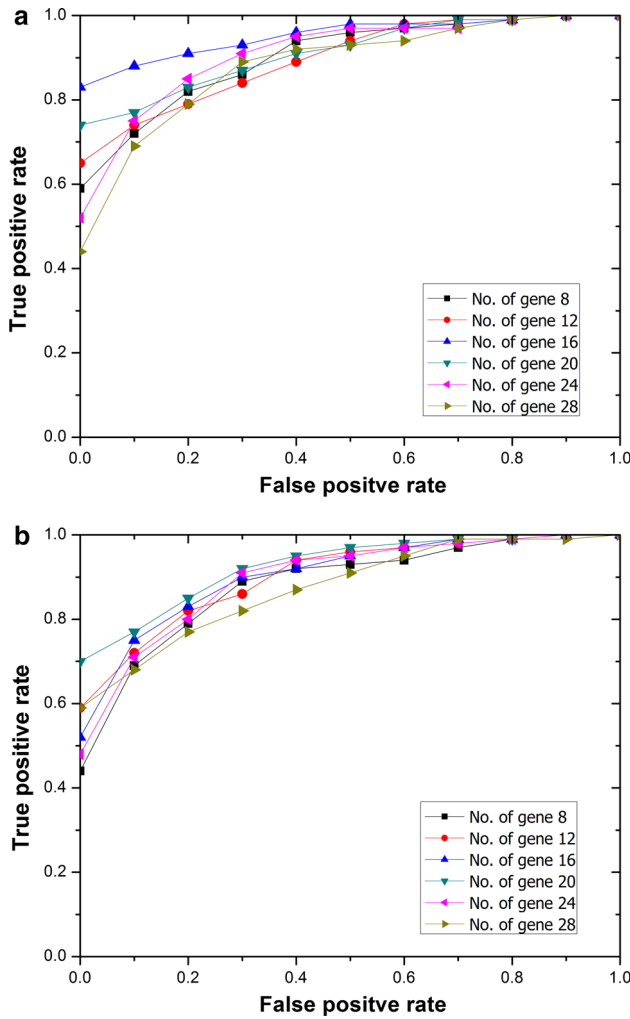 a
1.0
0.8
0.6
0.4
0.2
0.0
True positive rate
No. of gene 8
No. of gene 12
No. of gene 16
No. of gene 20
No. of gene 24
No. of gene 28
0.0 0.2 0.4 0.6 0.8 1.0
False positve rate
b
1.0
0.8
0.6
0.4
0.2
0.0
True positive rate
No. of gene 8
No. of gene 12
No. of gene 16
No. of gene 20
No. of gene 24
No. of gene 28
0.0 0.2 0.4 0.6 0.8 1.0
False positve rate